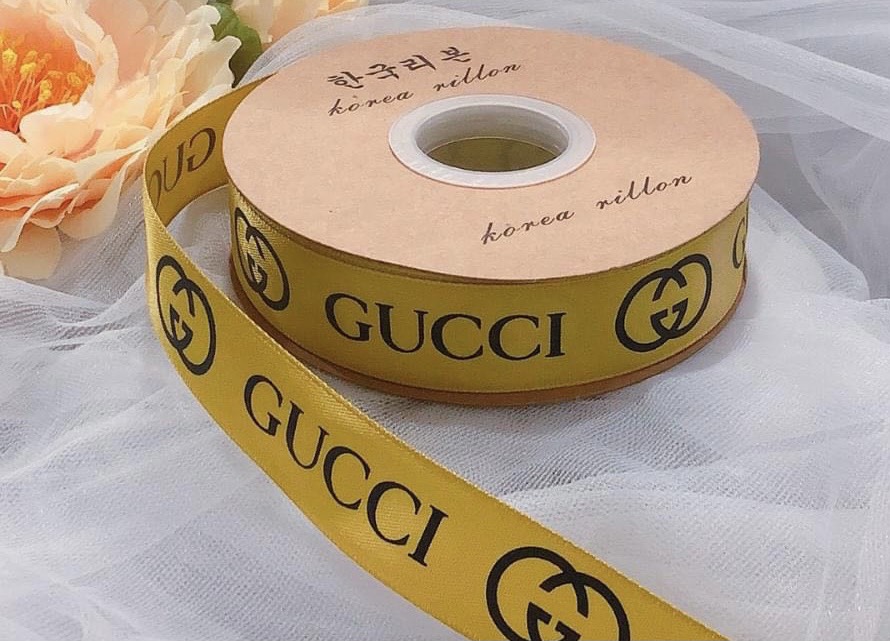 한국리본
korea rillon
korea rillon
GUCCI
GUCCI